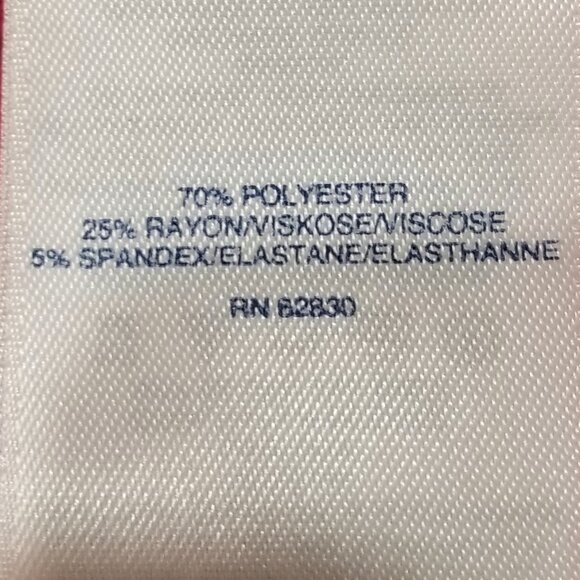 70% POLYESTER
25% RAYON/VISKOSE/VISCOSE
5% SPANDEX/ELASTANE/ELASTHANNE
RN 62830